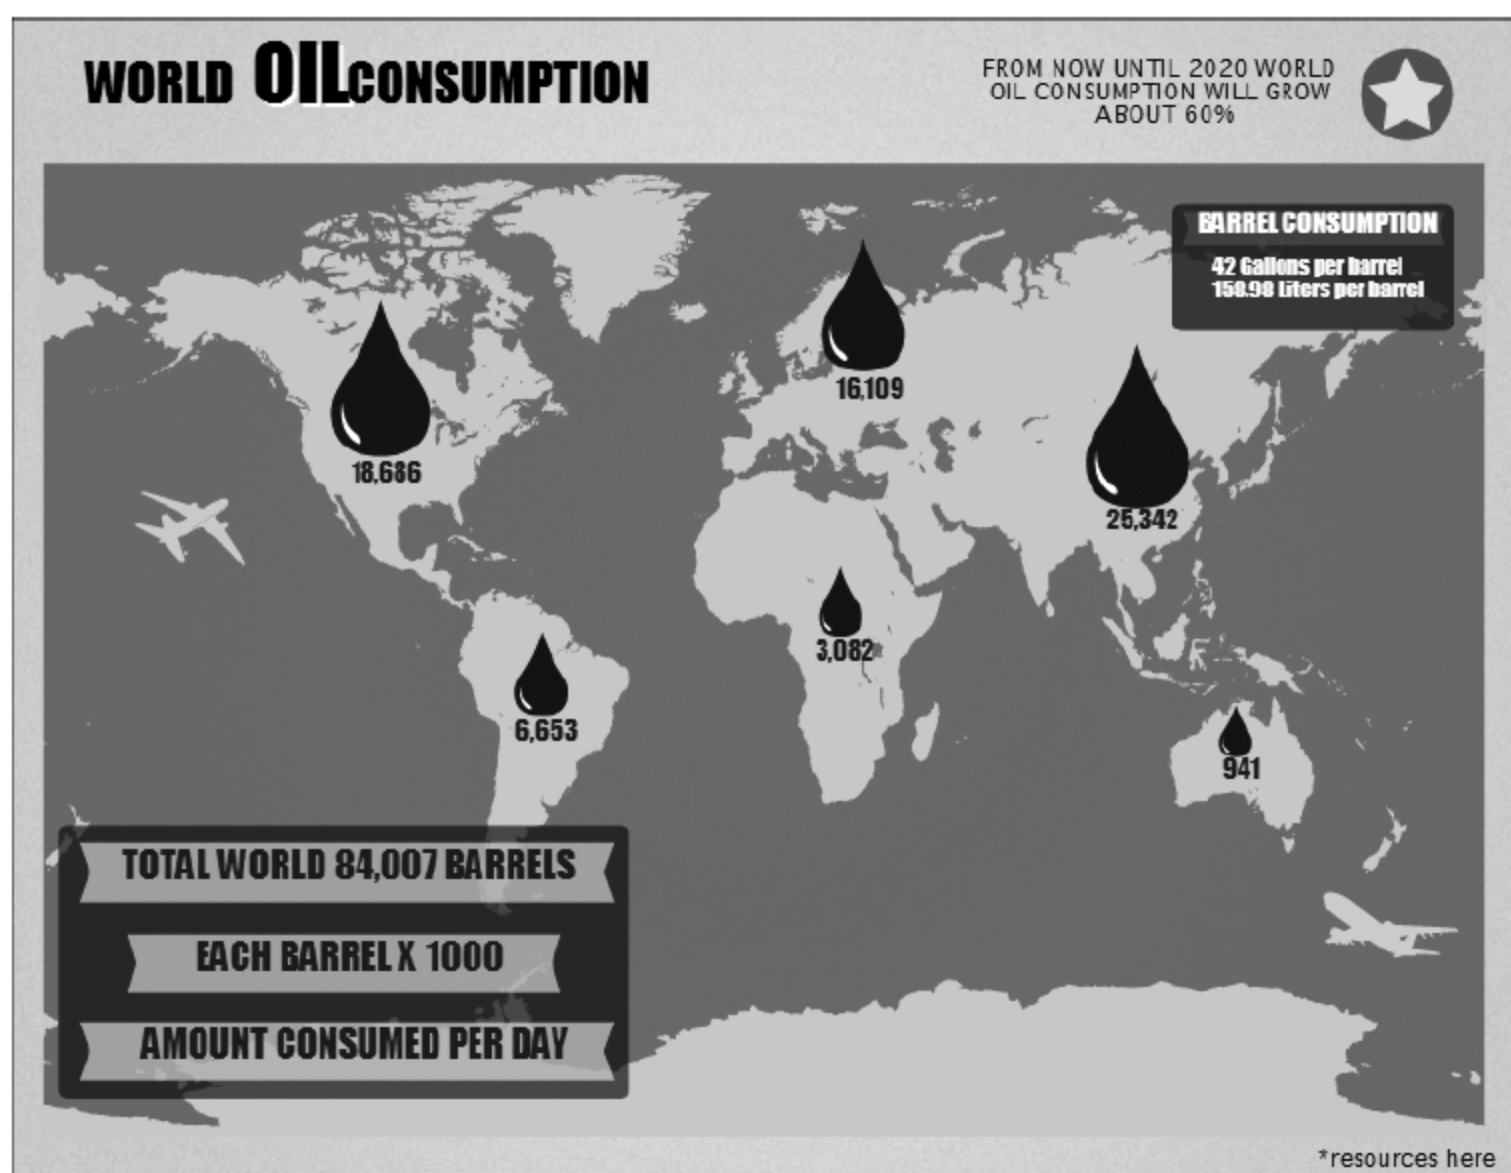 WORLD OIL CONSUMPTION
FROM NOW UNTIL 2020 WORLD
OIL CONSUMPTION WILL GROW
ABOUT 60%
BARREL CONSUMPTION
42 Gallons per barrel
158.98 Liters per barrel
16,109
18,686
25,342
3,082
6,653
941
TOTAL WORLD 84,007 BARRELS
EACH BARREL X 1000
AMOUNT CONSUMED PER DAY
*resources here